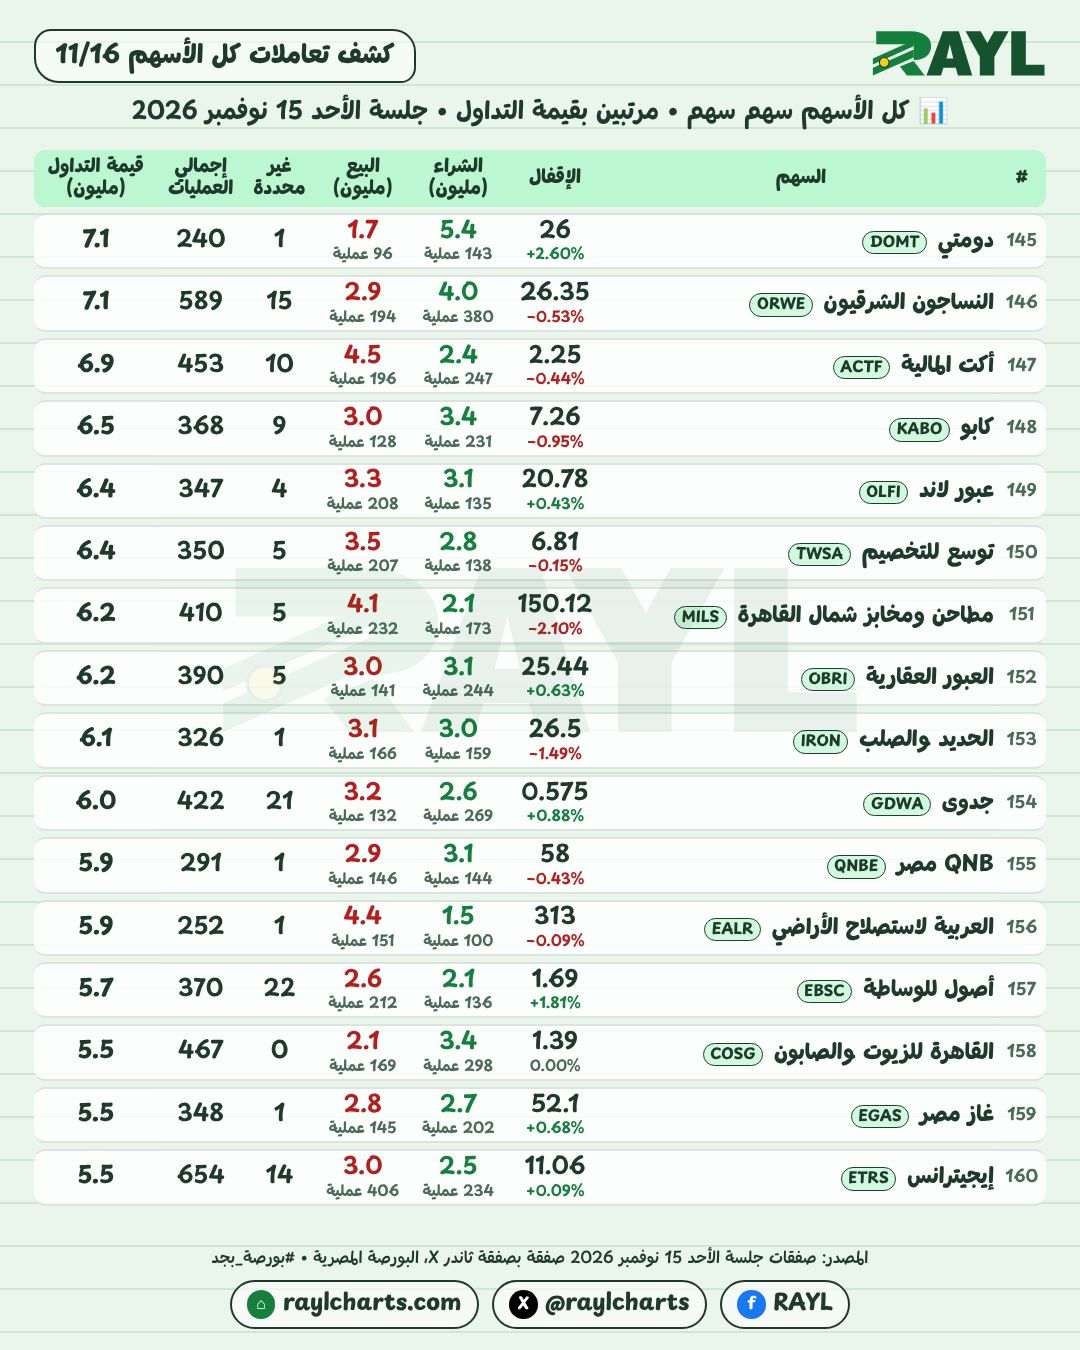 RAYL
كشف تعاملات كل الأسهم 11/16
📊 كل الأسهم سهم سهم • مرتبين بقيمة التداول • جلسة الأحد 15 نوفمبر 2026
# السهم الإقفال الشراء (مليون) البيع (مليون) غير محددة إجمالي العمليات قيمة التداول (مليون)
145 دومتي DOMT 26 5.4 1.7 1 240 7.1
+2.60% 143 عملية 96 عملية
146 النساجون الشرقيون ORWE 26.35 4.0 2.9 15 589 7.1
−0.53% 380 عملية 194 عملية
147 أكت المالية ACTF 2.25 2.4 4.5 10 453 6.9
−0.44% 247 عملية 196 عملية
148 كابو KABO 7.26 3.4 3.0 9 368 6.5
−0.95% 231 عملية 128 عملية
149 عبور لاند OLFI 20.78 3.1 3.3 4 347 6.4
+0.43% 135 عملية 208 عملية
150 توسع للتخصيم TWSA 6.81 2.8 3.5 5 350 6.4
−0.15% 138 عملية 207 عملية
151 مطاحن ومخابز شمال القاهرة MILS 150.12 2.1 4.1 5 410 6.2
−2.10% 173 عملية 232 عملية
152 العبور العقارية OBRI 25.44 3.1 3.0 5 390 6.2
+0.63% 244 عملية 141 عملية
153 الحديد والصلب IRON 26.5 3.0 3.1 1 326 6.1
−1.49% 159 عملية 166 عملية
154 جدوى GDWA 0.575 2.6 3.2 21 422 6.0
+0.88% 269 عملية 132 عملية
155 QNB مصر QNBE 58 3.1 2.9 1 291 5.9
−0.43% 144 عملية 146 عملية
156 العربية لاستصلاح الأراضي EALR 313 1.5 4.4 1 252 5.9
−0.09% 100 عملية 151 عملية
157 أصول للوساطة EBSC 1.69 2.1 2.6 22 370 5.7
+1.81% 136 عملية 212 عملية
158 القاهرة للزيوت والصابون COSG 1.39 3.4 2.1 0 467 5.5
0.00% 298 عملية 169 عملية
159 غاز مصر EGAS 52.1 2.7 2.8 1 348 5.5
+0.68% 202 عملية 145 عملية
160 إيجيترانس ETRS 11.06 2.5 3.0 14 654 5.5
+0.09% 234 عملية 406 عملية
المصدر: صفقات جلسة الأحد 15 نوفمبر 2026 صفقة بصفقة ثاندر X، البورصة المصرية • #بورصة_بجد
RAYL @raylcharts raylcharts.com